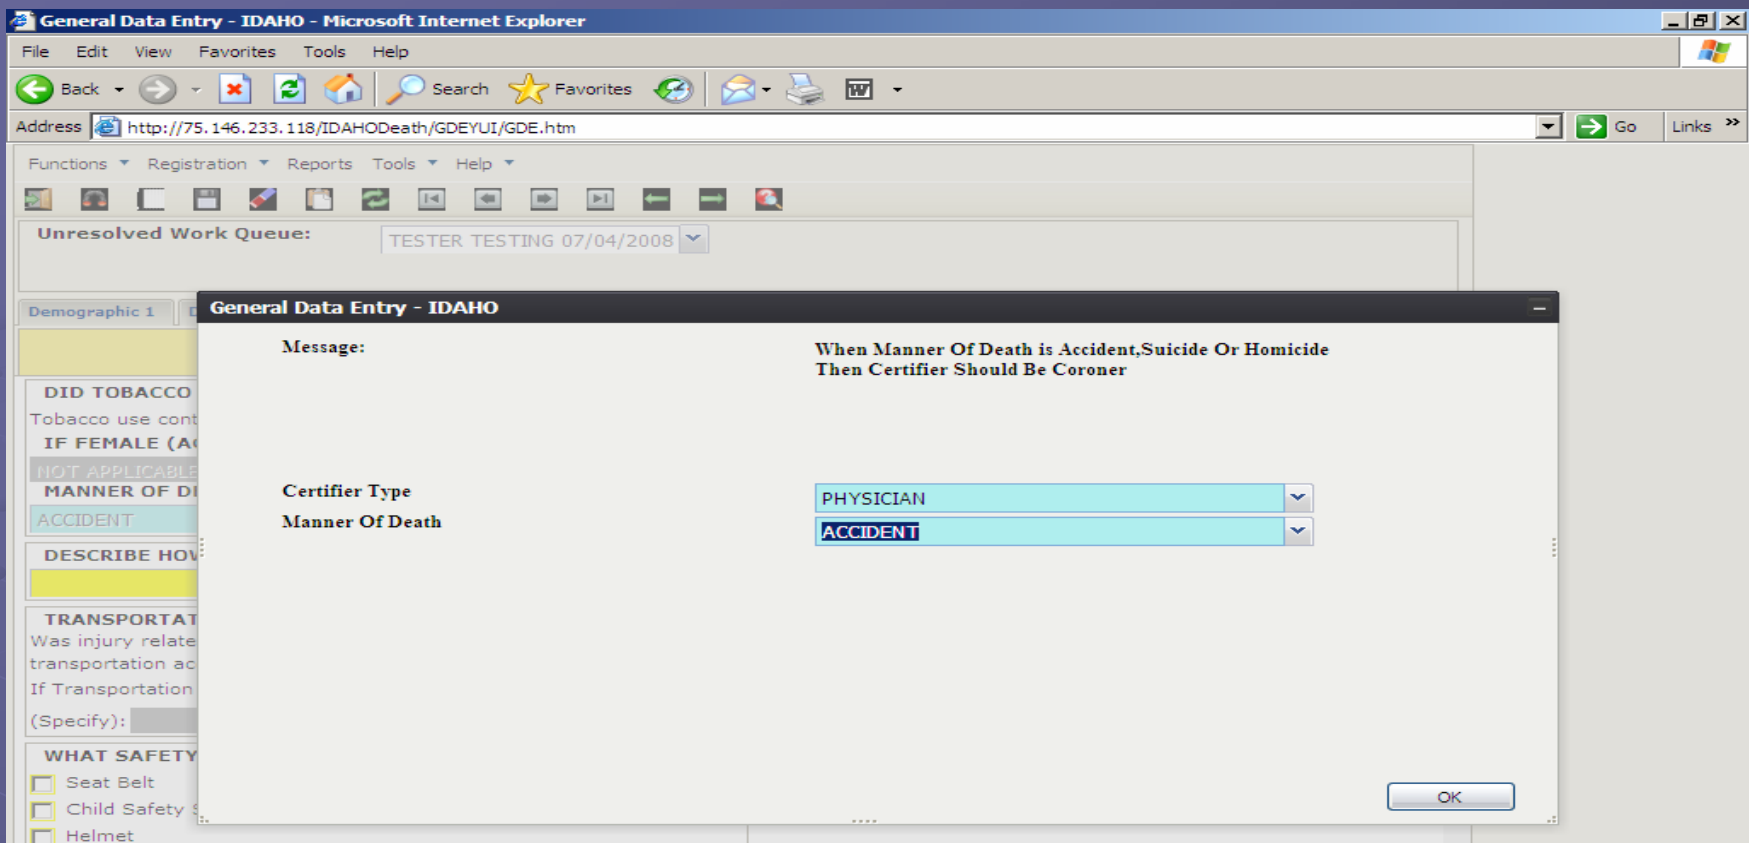 General Data Entry - IDAHO - Microsoft Internet Explorer
File Edit View Favorites Tools Help
Back Search Favorites
Address http://75.146.233.118/IDAHODeath/GDEYUI/GDE.htm Go Links »
Functions Registration Reports Tools Help
Unresolved Work Queue: TESTER TESTING 07/04/2008
Demographic 1
General Data Entry - IDAHO
Message: When Manner Of Death is Accident,Suicide Or Homicide
Then Certifier Should Be Coroner
DID TOBACCO
Tobacco use cont
IF FEMALE (A
NOT APPLICABLE
MANNER OF D
ACCIDENT
Certifier Type PHYSICIAN
Manner Of Death ACCIDENT
DESCRIBE HOW
TRANSPORTAT
Was injury relate
transportation ac
If Transportation
(Specify):
WHAT SAFETY
Seat Belt
Child Safety S
Helmet
OK